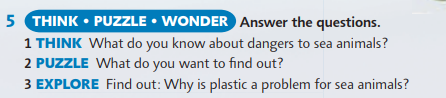 5 THINK • PUZZLE • WONDER Answer the questions.
1 THINK What do you know about dangers to sea animals?
2 PUZZLE What do you want to find out?
3 EXPLORE Find out: Why is plastic a problem for sea animals?